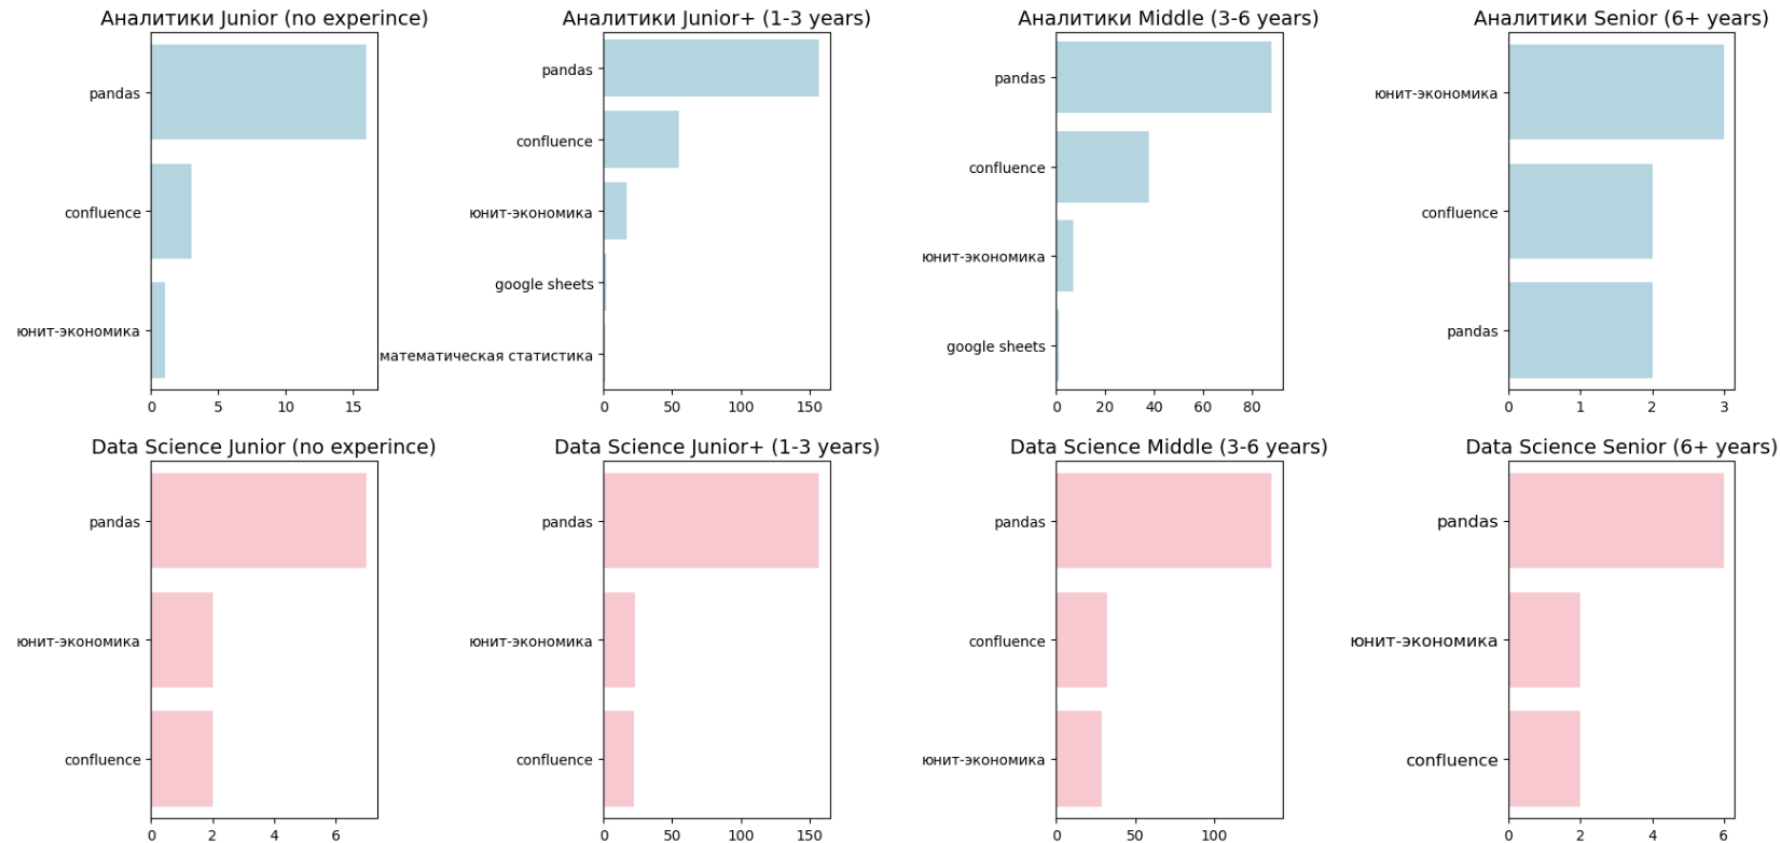 Аналитики Junior (no experince)
pandas
confluence
юнит-экономика
0 5 10 15
Аналитики Junior+ (1-3 years)
pandas
confluence
юнит-экономика
google sheets
математическая статистика
0 50 100 150
Аналитики Middle (3-6 years)
pandas
confluence
юнит-экономика
google sheets
0 20 40 60 80
Аналитики Senior (6+ years)
юнит-экономика
confluence
pandas
0 1 2 3
Data Science Junior (no experince)
pandas
юнит-экономика
confluence
0 2 4 6
Data Science Junior+ (1-3 years)
pandas
юнит-экономика
confluence
0 50 100 150
Data Science Middle (3-6 years)
pandas
confluence
юнит-экономика
0 50 100
Data Science Senior (6+ years)
pandas
юнит-экономика
confluence
0 2 4 6